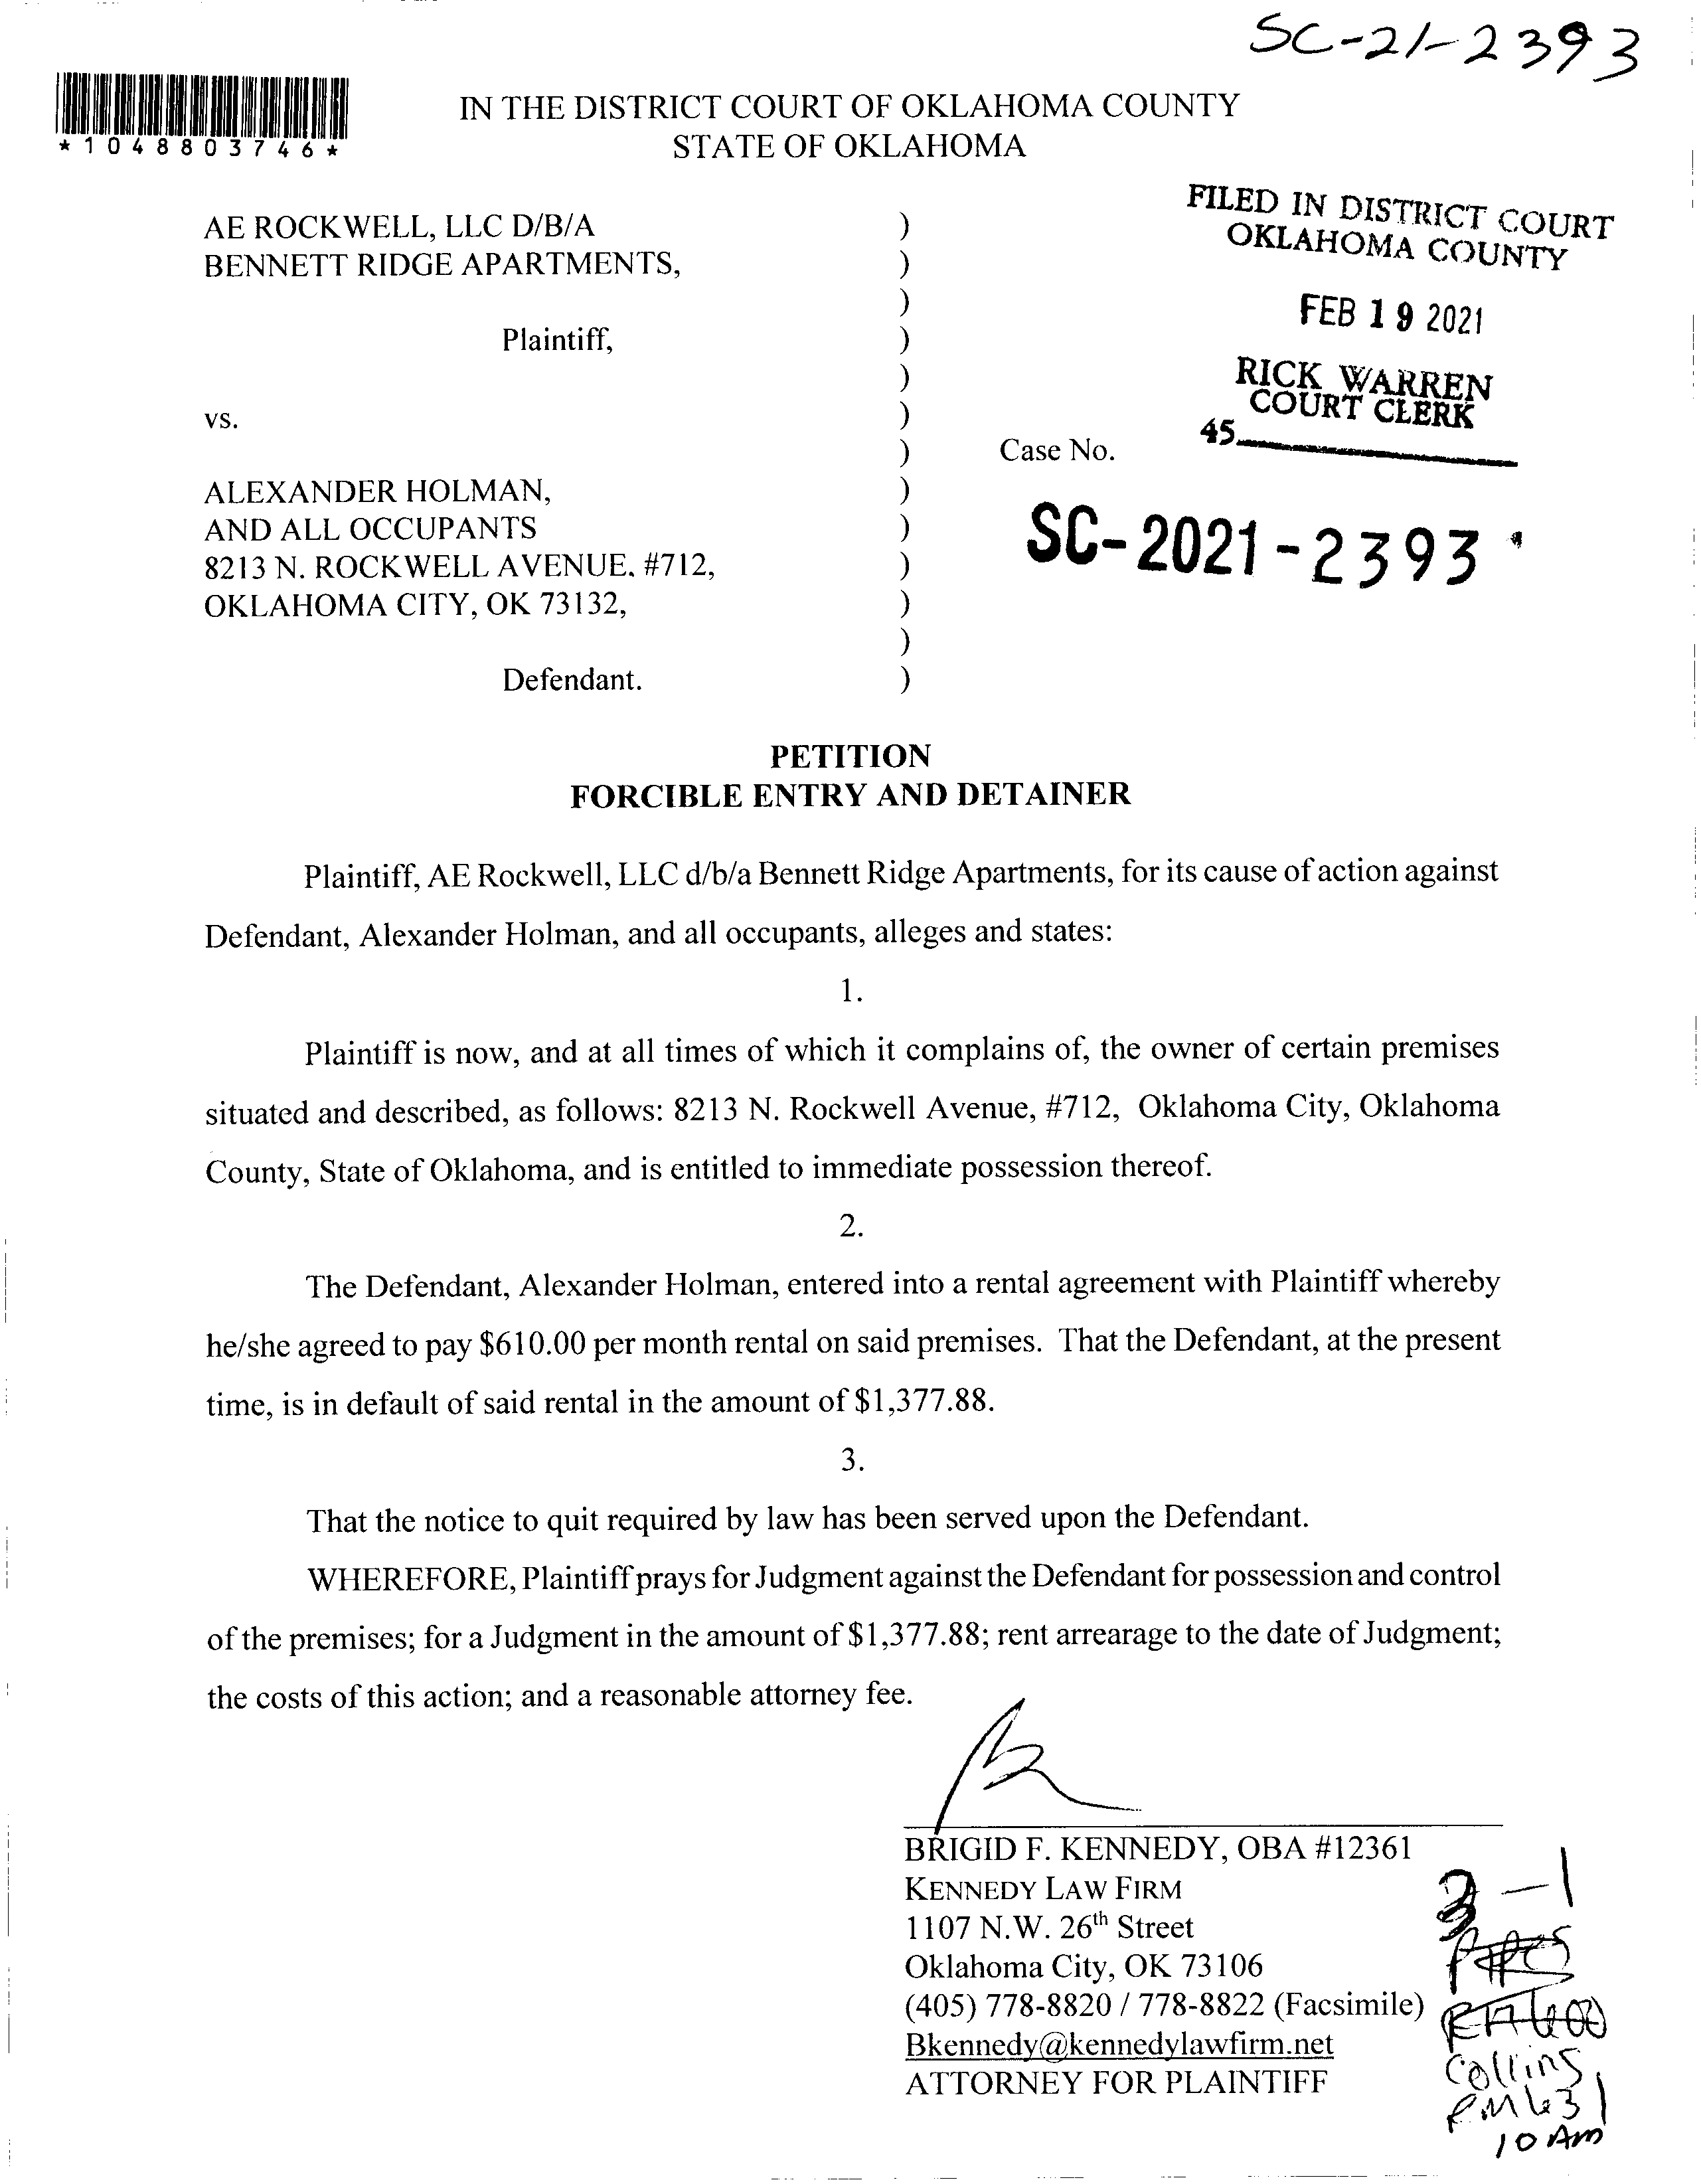 SC-21-2393
*1048803746*
IN THE DISTRICT COURT OF OKLAHOMA COUNTY
STATE OF OKLAHOMA
FILED IN DISTRICT COURT
OKLAHOMA COUNTY
FEB 19 2021
RICK WARREN
COURT CLERK
45
AE ROCKWELL, LLC D/B/A )
BENNETT RIDGE APARTMENTS, )
)
Plaintiff, )
)
vs. )
) Case No.
ALEXANDER HOLMAN, )
AND ALL OCCUPANTS )
8213 N. ROCKWELL AVENUE, #712, )
OKLAHOMA CITY, OK 73132, )
)
Defendant. )
SC-2021-2393
PETITION
FORCIBLE ENTRY AND DETAINER
Plaintiff, AE Rockwell, LLC d/b/a Bennett Ridge Apartments, for its cause of action against
Defendant, Alexander Holman, and all occupants, alleges and states:
1.
Plaintiff is now, and at all times of which it complains of, the owner of certain premises
situated and described, as follows: 8213 N. Rockwell Avenue, #712, Oklahoma City, Oklahoma
County, State of Oklahoma, and is entitled to immediate possession thereof.
2.
The Defendant, Alexander Holman, entered into a rental agreement with Plaintiff whereby
he/she agreed to pay $610.00 per month rental on said premises. That the Defendant, at the present
time, is in default of said rental in the amount of $1,377.88.
3.
That the notice to quit required by law has been served upon the Defendant.
WHEREFORE, Plaintiff prays for Judgment against the Defendant for possession and control
of the premises; for a Judgment in the amount of $1,377.88; rent arrearage to the date of Judgment;
the costs of this action; and a reasonable attorney fee.
BRIGID F. KENNEDY, OBA #12361
KENNEDY LAW FIRM
1107 N.W. 26th Street
Oklahoma City, OK 73106
(405) 778-8820 / 778-8822 (Facsimile)
Bkennedy@kennedylawfirm.net
ATTORNEY FOR PLAINTIFF
3-1
Collins
RM 631
10 Am